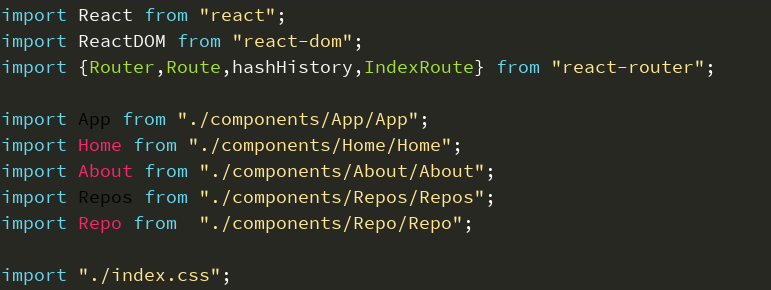 import React from "react";
import ReactDOM from "react-dom";
import {Router,Route,hashHistory,IndexRoute} from "react-router";
import App from "./components/App/App";
import Home from "./components/Home/Home";
import About from "./components/About/About";
import Repos from "./components/Repos/Repos";
import Repo from  "./components/Repo/Repo";
import "./index.css";